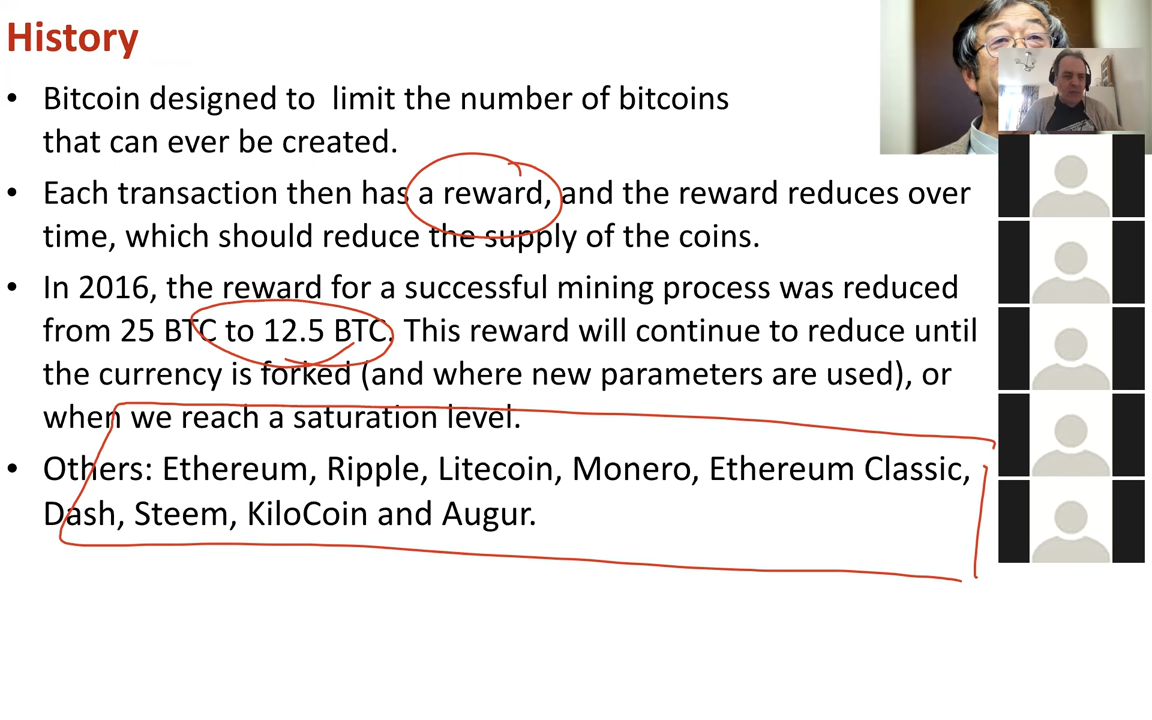 History
• Bitcoin designed to  limit the number of bitcoins
that can ever be created.
• Each transaction then has a reward, and the reward reduces over
time, which should reduce the supply of the coins.
• In 2016, the reward for a successful mining process was reduced
from 25 BTC to 12.5 BTC. This reward will continue to reduce until
the currency is forked (and where new parameters are used), or
when we reach a saturation level.
• Others: Ethereum, Ripple, Litecoin, Monero, Ethereum Classic,
Dash, Steem, KiloCoin and Augur.